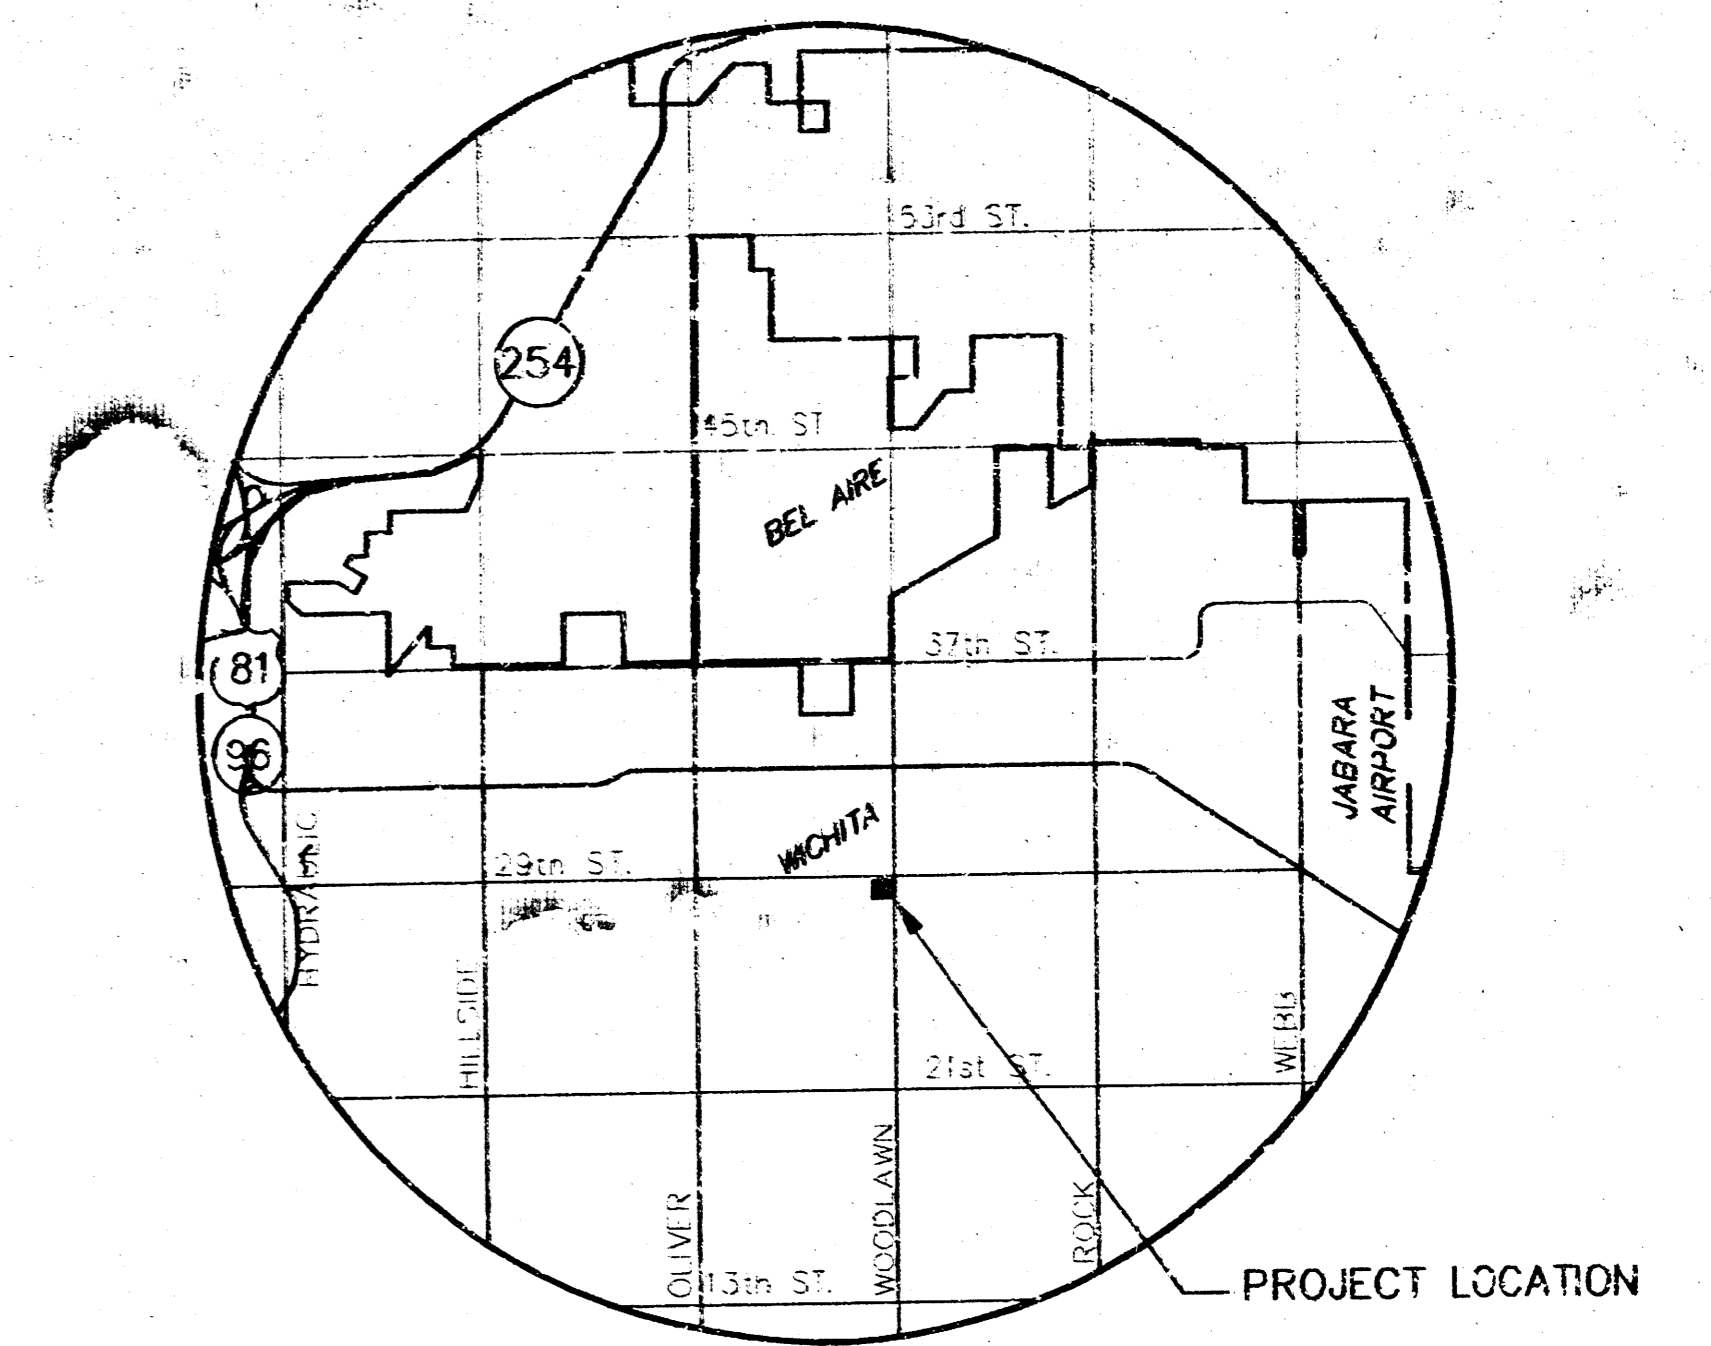 53rd ST.
254
45th ST
BEL AIRE
37th ST.
81
96
JABARA
AIRPORT
WICHITA
29th ST.
HYDRAULIC
HILLSIDE
WEBB
21st ST.
OLIVER
WOODLAWN
ROCK
13th ST.
PROJECT LOCATION